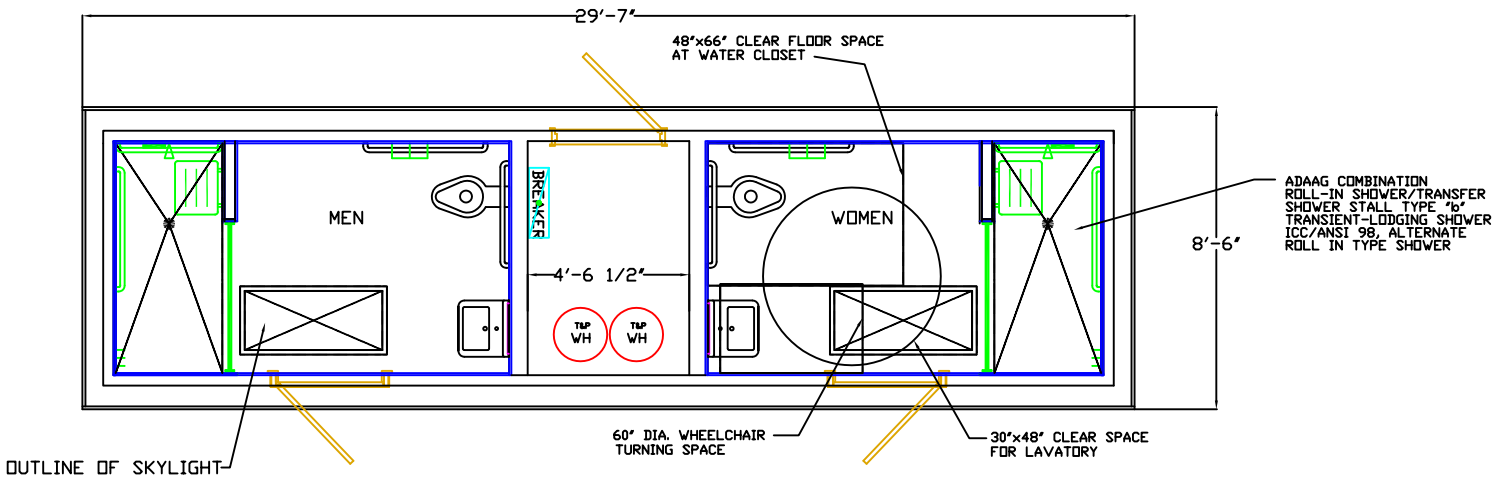 29'-7"
48"x66" CLEAR FLOOR SPACE
AT WATER CLOSET
BREAKER
MEN
WOMEN
ADAAG COMBINATION
ROLL-IN SHOWER/TRANSFER
SHOWER STALL TYPE "b"
TRANSIENT-LODGING SHOWER
ICC/ANSI 98, ALTERNATE
ROLL IN TYPE SHOWER
8'-6"
4'-6 1/2"
T&P
WH
T&P
WH
60" DIA. WHEELCHAIR
TURNING SPACE
30"x48" CLEAR SPACE
FOR LAVATORY
OUTLINE OF SKYLIGHT